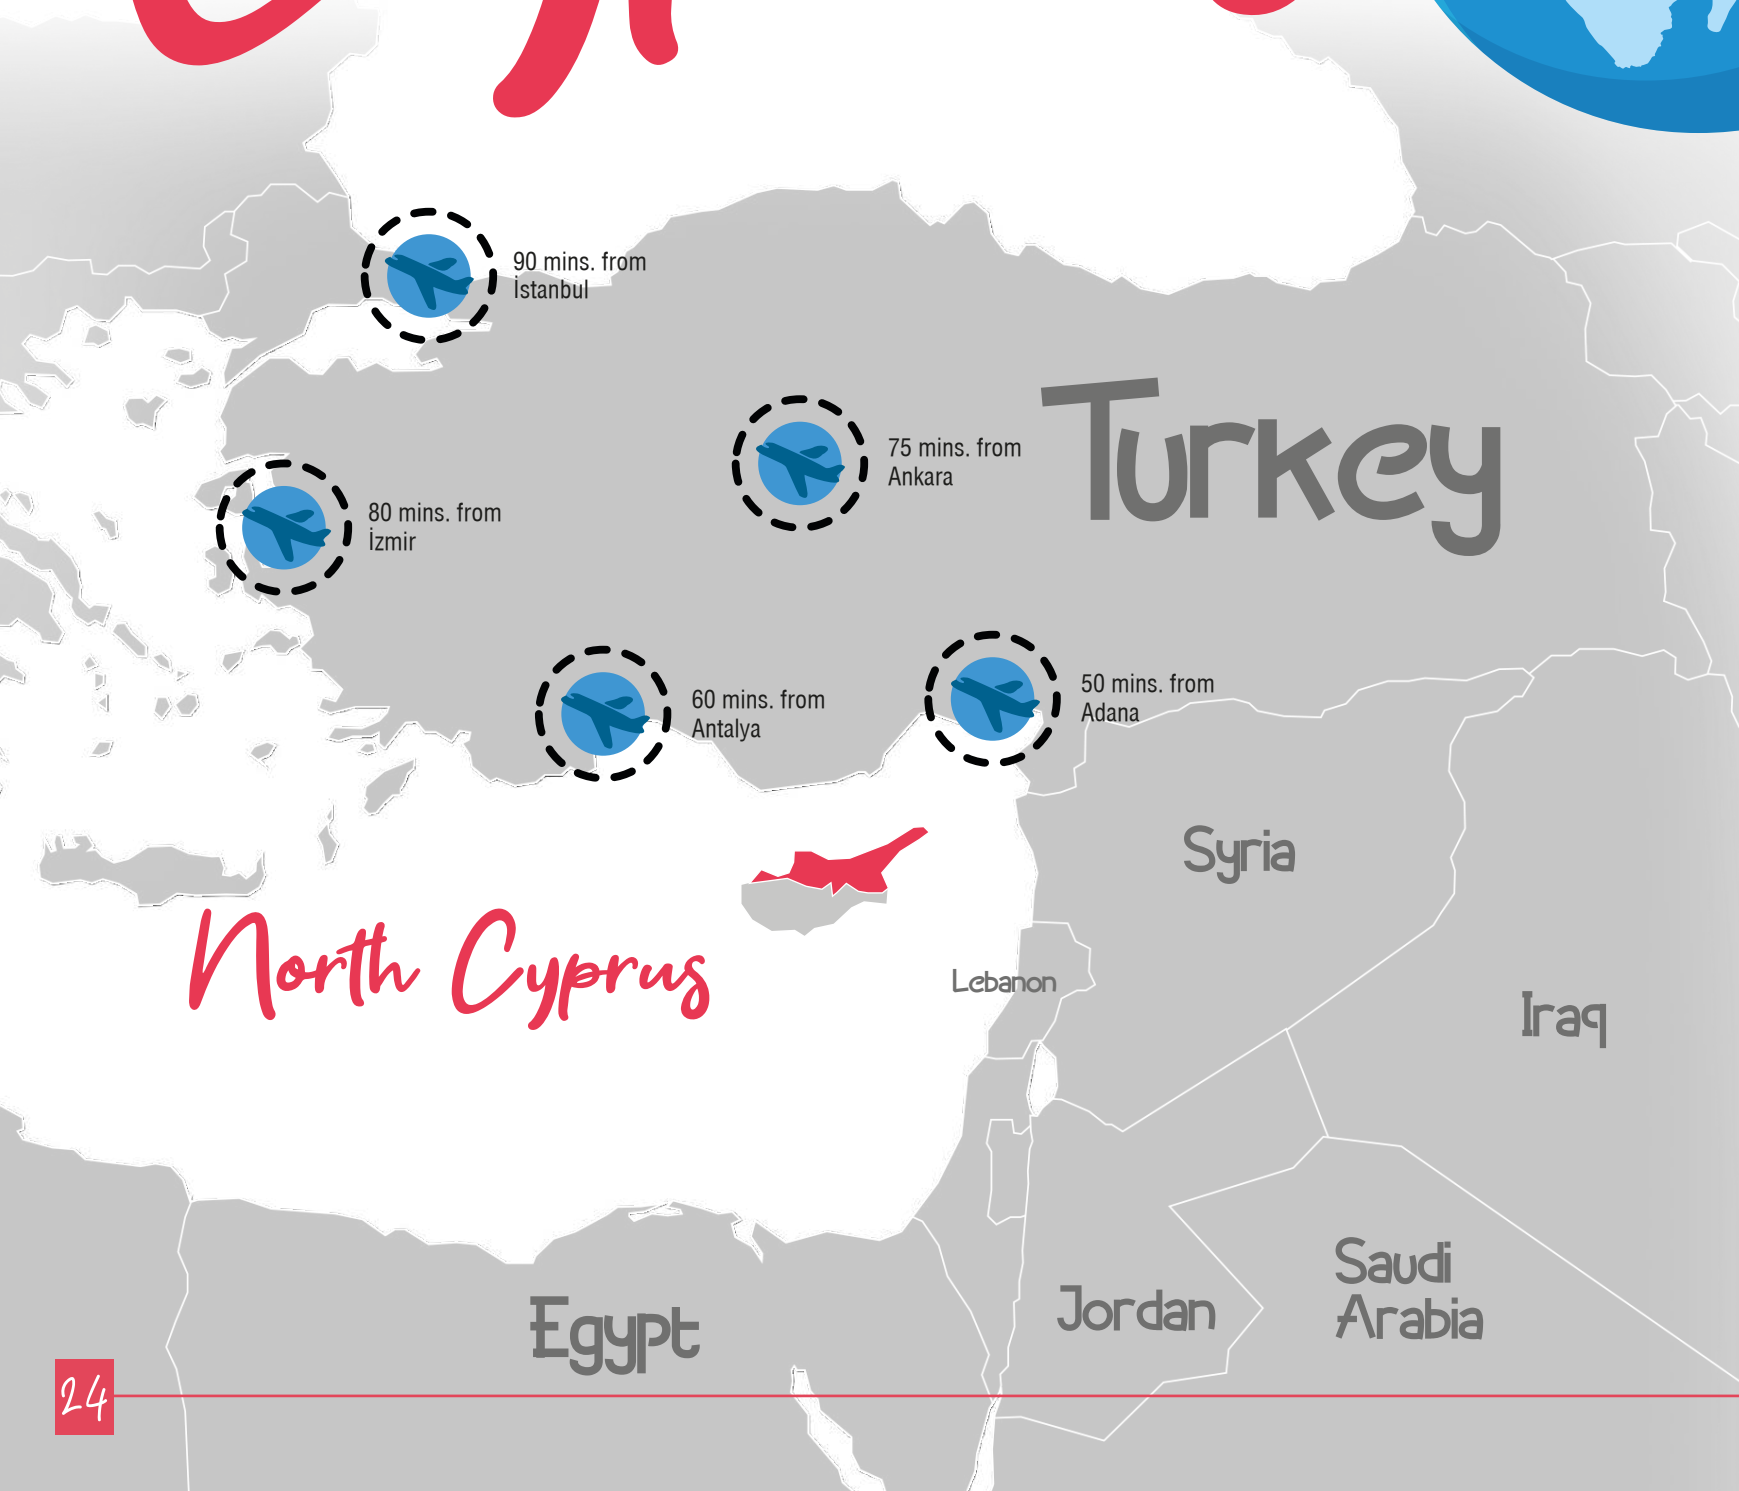 90 mins. from
İstanbul
75 mins. from
Ankara
Turkey
80 mins. from
İzmir
60 mins. from
Antalya
50 mins. from
Adana
Syria
North Cyprus
Lebanon
Iraq
Egypt
Jordan
Saudi
Arabia
24